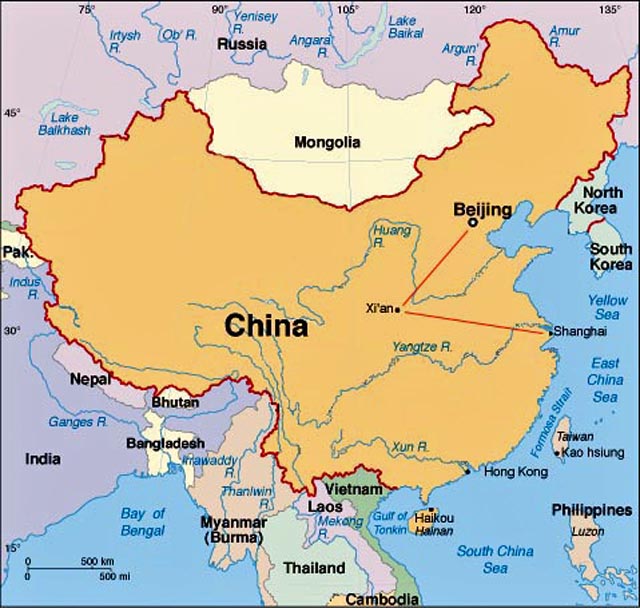 75°
90°
105°
120°
135°
Irtysh
R.
Ob' R.
Yenisey
R.
Russia
Angara
R.
Lake
Baikal
Argun'
R.
Amur
R.
45°
Lake
Balkhash
Mongolia
Beijing
North
Korea
Huang
R.
South
Korea
Pak.
Indus
R.
Yellow
Sea
Xi'an
30°
China
Shanghai
Yangtze R.
East
China
Sea
Nepal
Bhutan
Ganges R.
Formosa Strait
Bangladesh
Taiwan
Kao hsiung
India
Irrawaddy
R.
Xun R.
Hong Kong
Thanlwin
R.
Vietnam
Laos
Bay of
Bengal
Myanmar
(Burma)
Mekong
R.
Gulf of
Tonkin
Haikou
Hainan
Philippines
Luzon
15°
0 500 km
0 500 mi
South China
Sea
Thailand
Cambodia